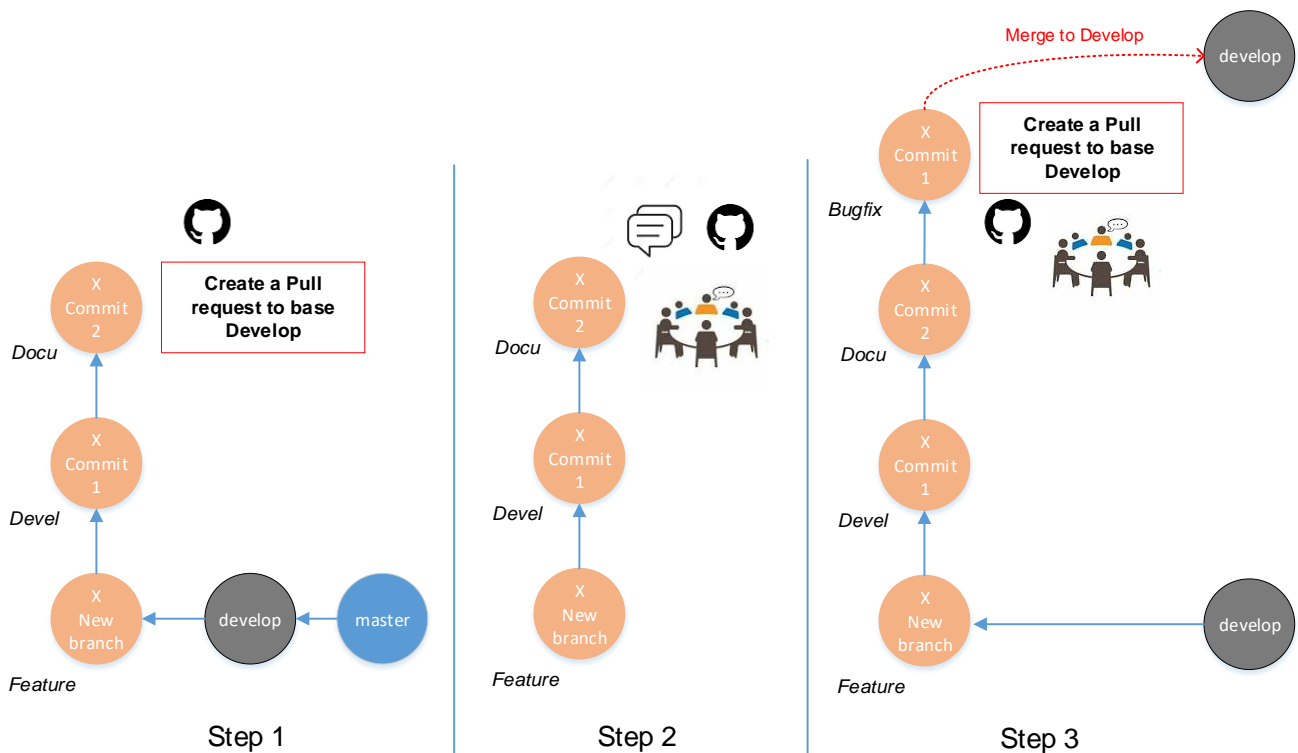 Create a Pull
request to base
Develop
X
Commit
2
Docu
X
Commit
1
Devel
X
New
branch
develop
master
Feature
Step 1
X
Commit
2
Docu
X
Commit
1
Devel
X
New
branch
Feature
Step 2
Merge to Develop
develop
X
Commit
1
Create a Pull
request to base
Develop
Bugfix
X
Commit
2
Docu
X
Commit
1
Devel
X
New
branch
develop
Feature
Step 3